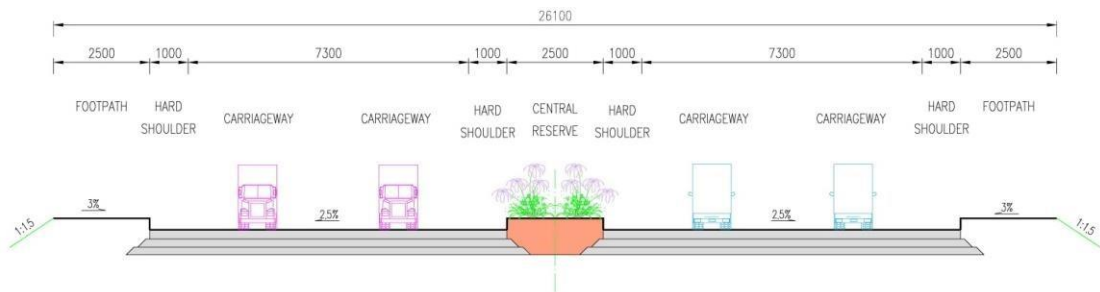 26100
2500 1000 7300 1000 2500 1000 7300 1000 2500
FOOTPATH HARD SHOULDER CARRIAGEWAY CARRIAGEWAY HARD SHOULDER CENTRAL RESERVE HARD SHOULDER CARRIAGEWAY CARRIAGEWAY HARD SHOULDER FOOTPATH
3% 2,5% 2,5% 3%
1:1,5 1:1,5